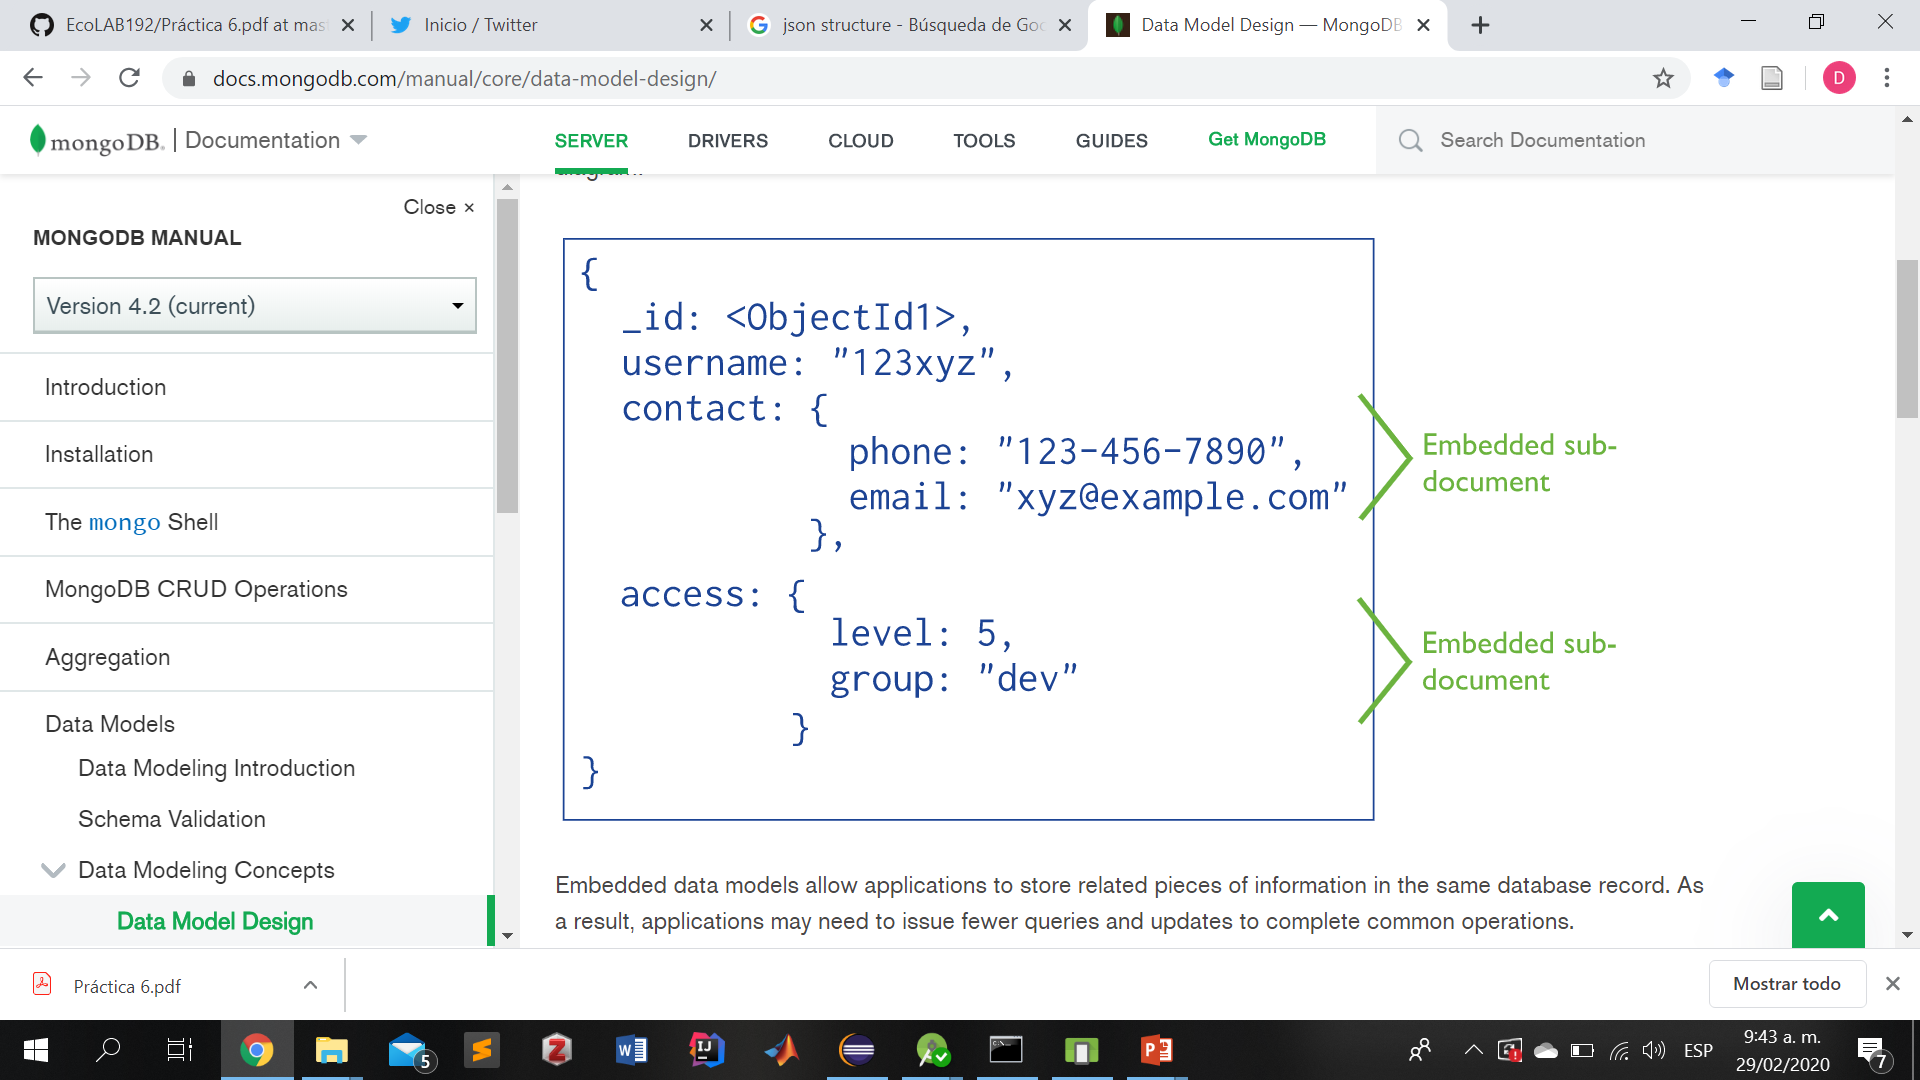 EcoLAB192/Práctica 6.pdf at mas
Inicio / Twitter
json structure - Búsqueda de Goo
Data Model Design — MongoDB
docs.mongodb.com/manual/core/data-model-design/
D
mongoDB. | Documentation
SERVER
DRIVERS
CLOUD
TOOLS
GUIDES
Get MongoDB
Search Documentation
Close ×
MONGODB MANUAL
Version 4.2 (current)
Introduction
Installation
The mongo Shell
MongoDB CRUD Operations
Aggregation
Data Models
Data Modeling Introduction
Schema Validation
Data Modeling Concepts
Data Model Design
diagram:
{
_id: <ObjectId1>,
username: "123xyz",
contact: {
phone: "123-456-7890",
email: "xyz@example.com"
},
access: {
level: 5,
group: "dev"
}
}
Embedded sub-
document
Embedded sub-
document
Embedded data models allow applications to store related pieces of information in the same database record. As
a result, applications may need to issue fewer queries and updates to complete common operations.
Práctica 6.pdf
Mostrar todo
5
ESP
9:43 a. m.
29/02/2020
7